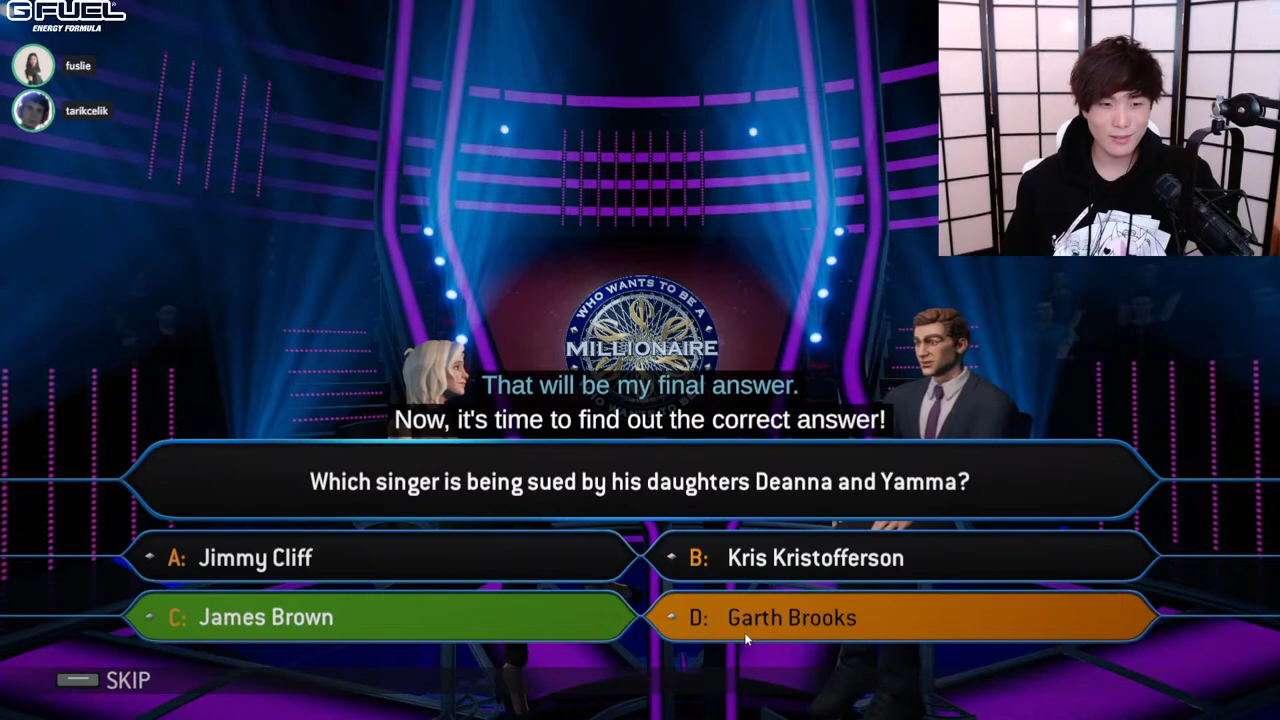 G FUEL
ENERGY FORMULA
fuslie
tarikcelik
WHO WANTS TO BE A
MILLIONAIRE
That will be my final answer.
Now, it's time to find out the correct answer!
Which singer is being sued by his daughters Deanna and Yamma?
A: Jimmy Cliff
B: Kris Kristofferson
C: James Brown
D: Garth Brooks
SKIP